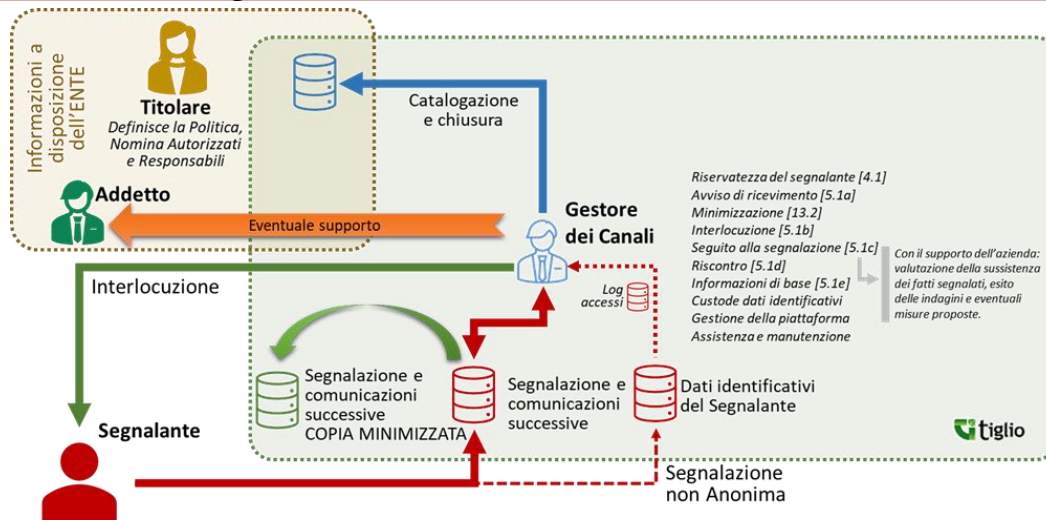 Informazioni a
disposizione
dell'ENTE
Titolare
Definisce la Politica,
Nomina Autorizzati
e Responsabili
Addetto
Catalogazione
e chiusura
Eventuale supporto
Gestore
dei Canali
Interlocuzione
Log
accessi
Riservatezza del segnalante [4.1]
Avviso di ricevimento [5.1a]
Minimizzazione [13.2]
Interlocuzione [5.1b]
Seguito alla segnalazione [5.1c]
Riscontro [5.1d]
Informazioni di base [5.1e]
Custode dati identificativi
Gestione della piattaforma
Assistenza e manutenzione
Con il supporto dell'azienda:
valutazione della sussistenza
dei fatti segnalati, esito
delle indagini e eventuali
misure proposte.
Segnalazione e
comunicazioni
successive
COPIA MINIMIZZATA
Segnalazione e
comunicazioni
successive
Dati identificativi
del Segnalante
Segnalante
tiglio
Segnalazione
non Anonima